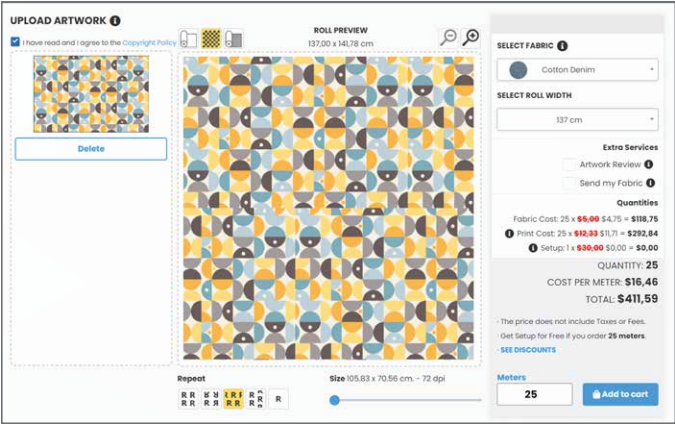 UPLOAD ARTWORK
I have read and I agree to the Copyright Policy
Delete
ROLL PREVIEW
137,00 x 141,78 cm
Repeat
R R
R R
R
Size 105.83 x 70.56 cm. - 72 dpi
SELECT FABRIC
Cotton Denim
SELECT ROLL WIDTH
137 cm
Extra Services
Artwork Review
Send my Fabric
Quantities
Fabric Cost: 25 x $5,00 $4,75 = $118,75
Print Cost: 25 x $12,33 $11,71 = $292,84
Setup: 1 x $30,00 $0,00 = $0,00
QUANTITY: 25
COST PER METER: $16,46
TOTAL: $411,59
· The price does not include Taxes or Fees.
· Get Setup for Free if you order 25 meters.
· SEE DISCOUNTS
Meters
25
Add to cart